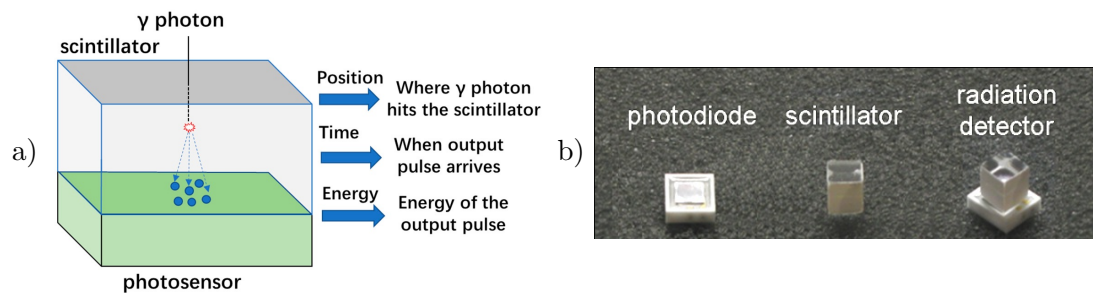 γ photon
scintillator
Position
Where γ photon
hits the scintillator
Time
When output
pulse arrives
Energy
Energy of the
output pulse
photosensor
a)
b)
photodiode
scintillator
radiation
detector